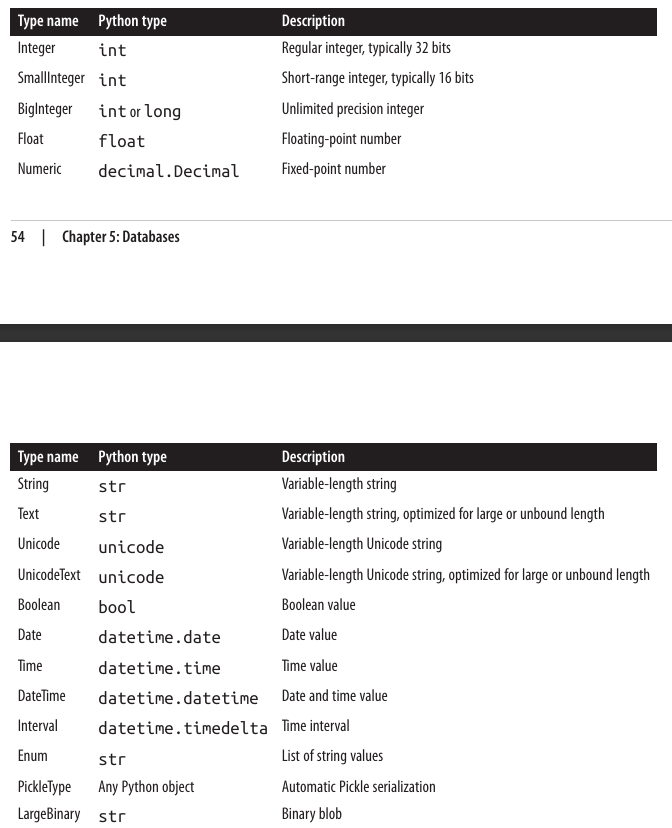 Type name Python type Description
Integer int Regular integer, typically 32 bits
SmallInteger int Short-range integer, typically 16 bits
BigInteger int or long Unlimited precision integer
Float float Floating-point number
Numeric decimal.Decimal Fixed-point number
54 | Chapter 5: Databases
Type name Python type Description
String str Variable-length string
Text str Variable-length string, optimized for large or unbound length
Unicode unicode Variable-length Unicode string
UnicodeText unicode Variable-length Unicode string, optimized for large or unbound length
Boolean bool Boolean value
Date datetime.date Date value
Time datetime.time Time value
DateTime datetime.datetime Date and time value
Interval datetime.timedelta Time interval
Enum str List of string values
PickleType Any Python object Automatic Pickle serialization
LargeBinary str Binary blob